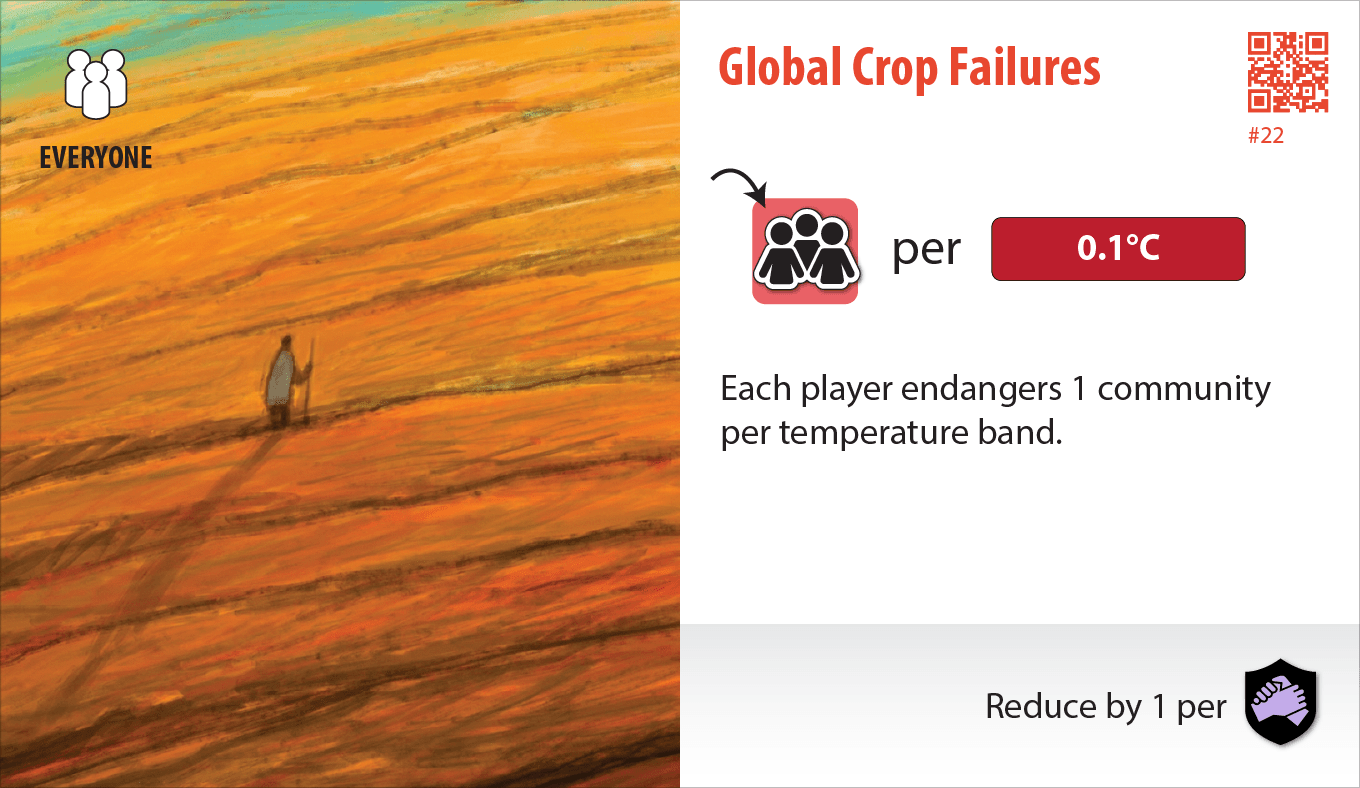 EVERYONE
Global Crop Failures
#22
per
0.1°C
Each player endangers 1 community
per temperature band.
Reduce by 1 per